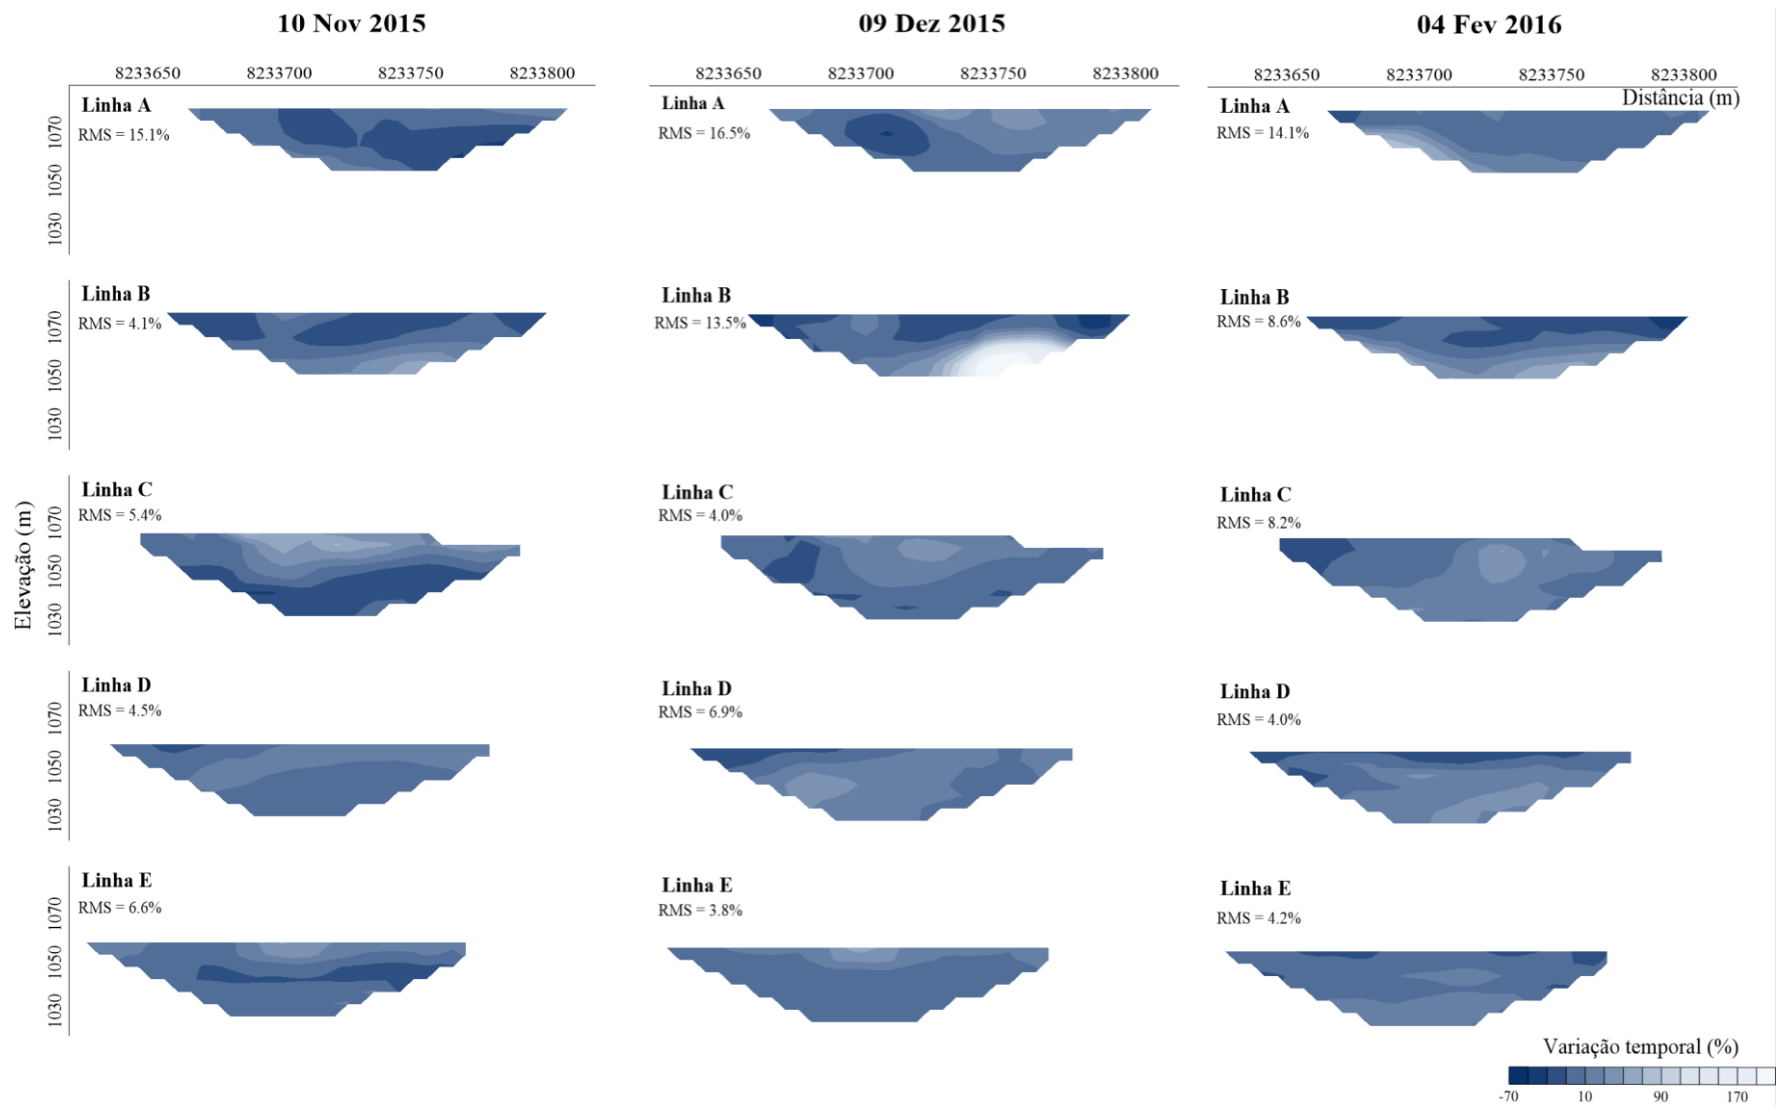 10 Nov 2015
09 Dez 2015
04 Fev 2016
8233650 8233700 8233750 8233800
8233650 8233700 8233750 8233800
8233650 8233700 8233750 8233800
Distância (m)
Elevação (m)
1070
1050
1030
Linha A
RMS = 15.1%
Linha A
RMS = 16.5%
Linha A
RMS = 14.1%
1070
1050
1030
Linha B
RMS = 4.1%
Linha B
RMS = 13.5%
Linha B
RMS = 8.6%
1070
1050
1030
Linha C
RMS = 5.4%
Linha C
RMS = 4.0%
Linha C
RMS = 8.2%
1070
1050
1030
Linha D
RMS = 4.5%
Linha D
RMS = 6.9%
Linha D
RMS = 4.0%
1070
1050
1030
Linha E
RMS = 6.6%
Linha E
RMS = 3.8%
Linha E
RMS = 4.2%
Variação temporal (%)
-70 10 90 170